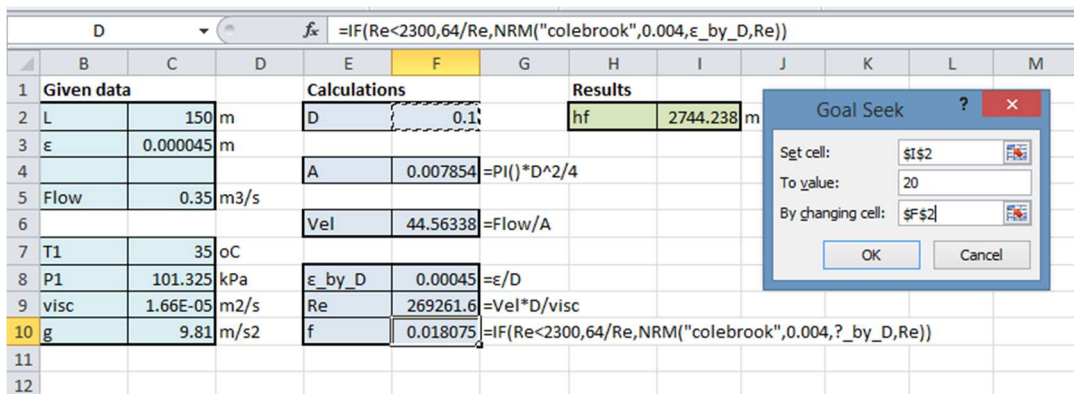 D fx =IF(Re<2300,64/Re,NRM("colebrook",0.004,ε_by_D,Re))
B C D E F G H I J K L M
1 Given data Calculations Results
2 L 150 m D 0.1 hf 2744.238 m
3 ε 0.000045 m
4 A 0.007854 =PI()*D^2/4
5 Flow 0.35 m3/s
6 Vel 44.56338 =Flow/A
7 T1 35 oC
8 P1 101.325 kPa ε_by_D 0.00045 =ε/D
9 visc 1.66E-05 m2/s Re 269261.6 =Vel*D/visc
10 g 9.81 m/s2 f 0.018075 =IF(Re<2300,64/Re,NRM("colebrook",0.004,?_by_D,Re))
11
12
Goal Seek ? ×
Set cell: $I$2
To value: 20
By changing cell: $F$2
OK Cancel